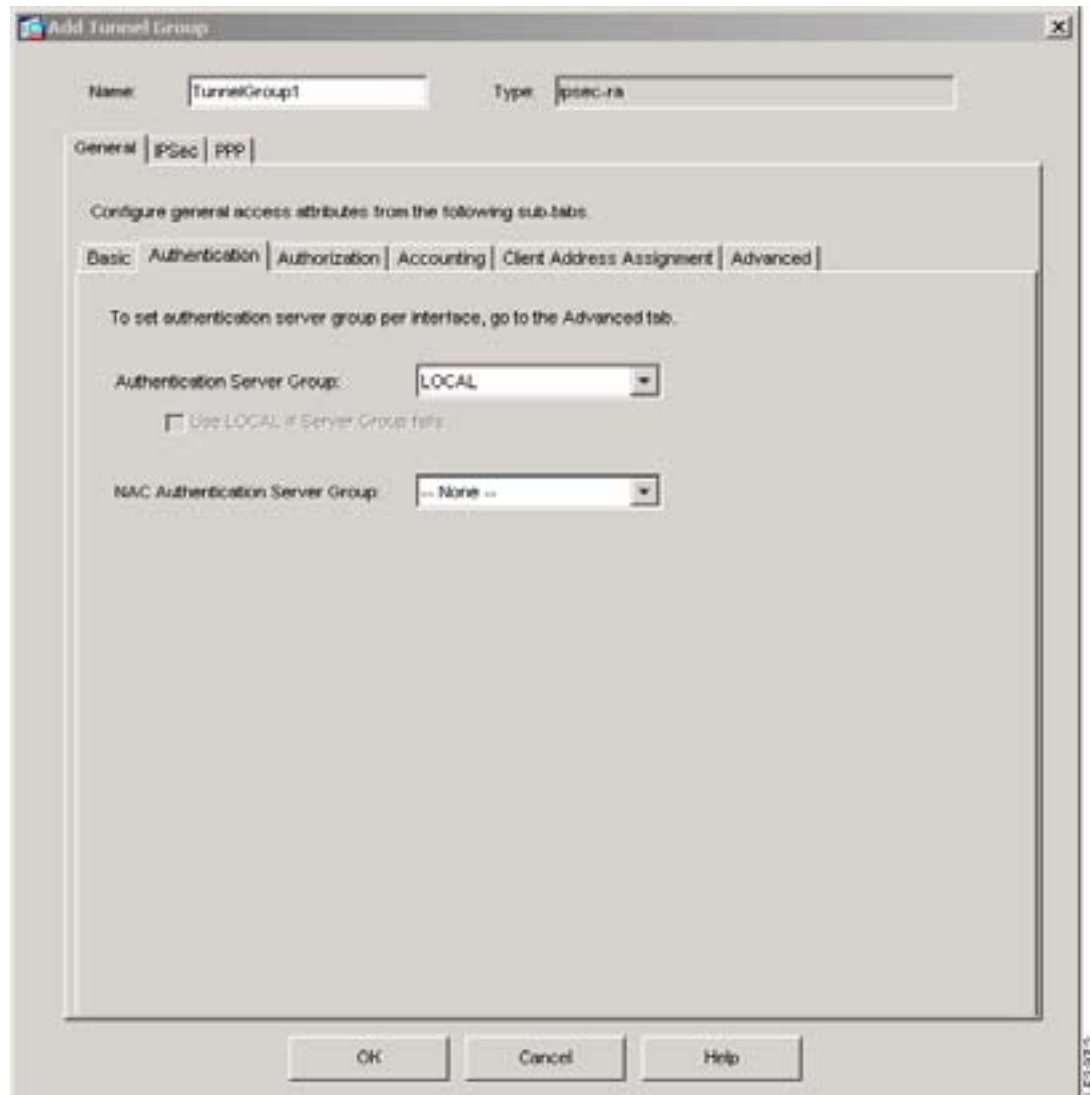 Add Tunnel Group
Name: TunnelGroup1 Type: ipsec-ra
General IPSec PPP
Configure general access attributes from the following sub-tabs.
Basic Authentication Authorization Accounting Client Address Assignment Advanced
To set authentication server group per interface, go to the Advanced tab.
Authentication Server Group: LOCAL
Use LOCAL if Server Group fails
NAC Authentication Server Group: -- None --
OK Cancel Help